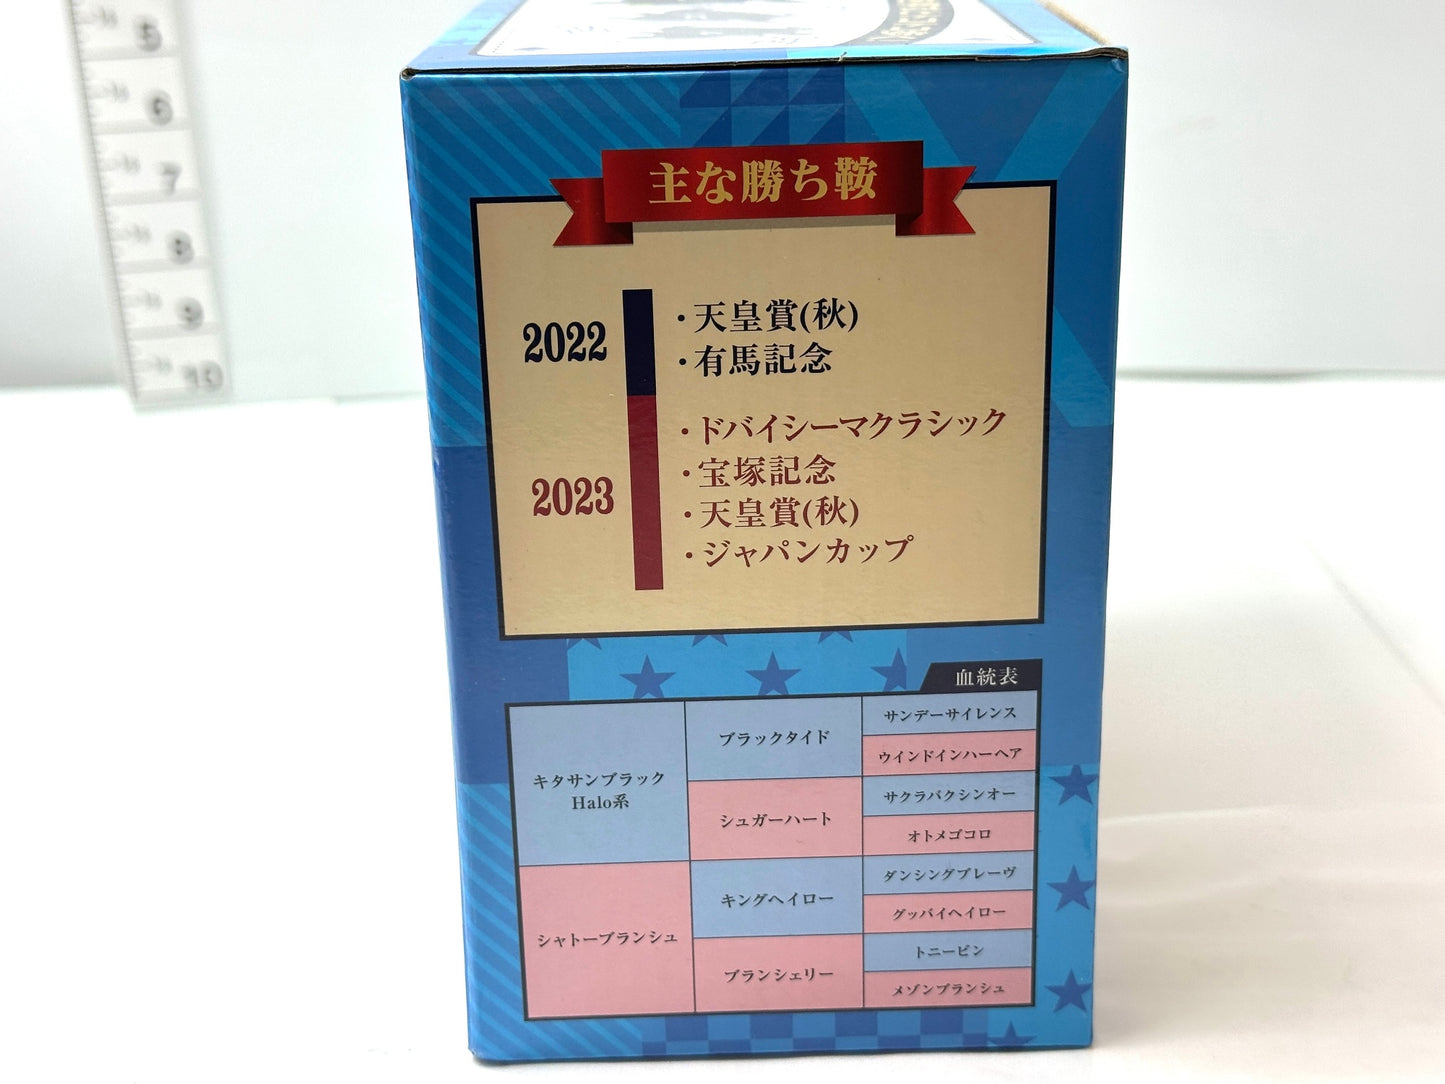 5
6
7
8
9
10
主な勝ち鞍
2022
・天皇賞(秋)
・有馬記念
2023
・ドバイシーマクラシック
・宝塚記念
・天皇賞(秋)
・ジャパンカップ
血統表
キタサンブラック
Halo系
ブラックタイド
サンデーサイレンス
ウインドインハーヘア
シュガーハート
サクラバクシンオー
オトメゴコロ
シャトーブランシュ
キングヘイロー
ダンシングブレーヴ
グッバイヘイロー
ブランシェリー
トニービン
メゾンブランシュ